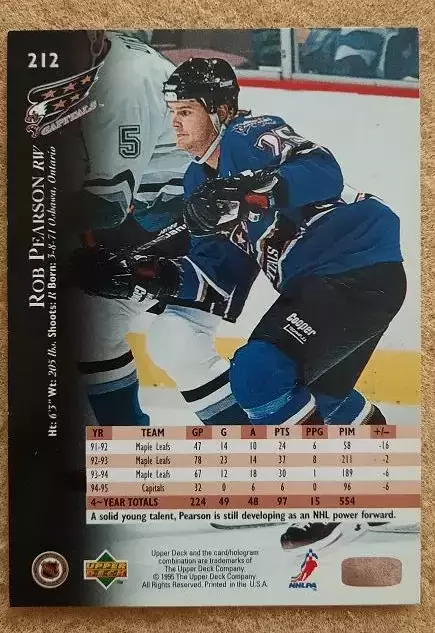 212
CAPITALS
ROB PEARSON RW
Ht: 6'3" Wt: 205 lbs. Shoots: R Born: 3-8-71 Oshawa, Ontario
5
25
Cooper
YR TEAM GP G A PTS PPG PIM +/-
91-92 Maple Leafs 47 14 10 24 6 58 -16
92-93 Maple Leafs 78 23 14 37 8 211 -2
93-94 Maple Leafs 67 12 18 30 1 189 -6
94-95 Capitals 32 0 6 6 0 96 -6
4-YEAR TOTALS 224 49 48 97 15 554
A solid young talent, Pearson is still developing as an NHL power forward.
Upper Deck and the card/hologram
combination are trademarks of
The Upper Deck Company.
© 1995 The Upper Deck Company.
All Rights Reserved. Printed in the U.S.A.
UPPER
DECK
NHLPA